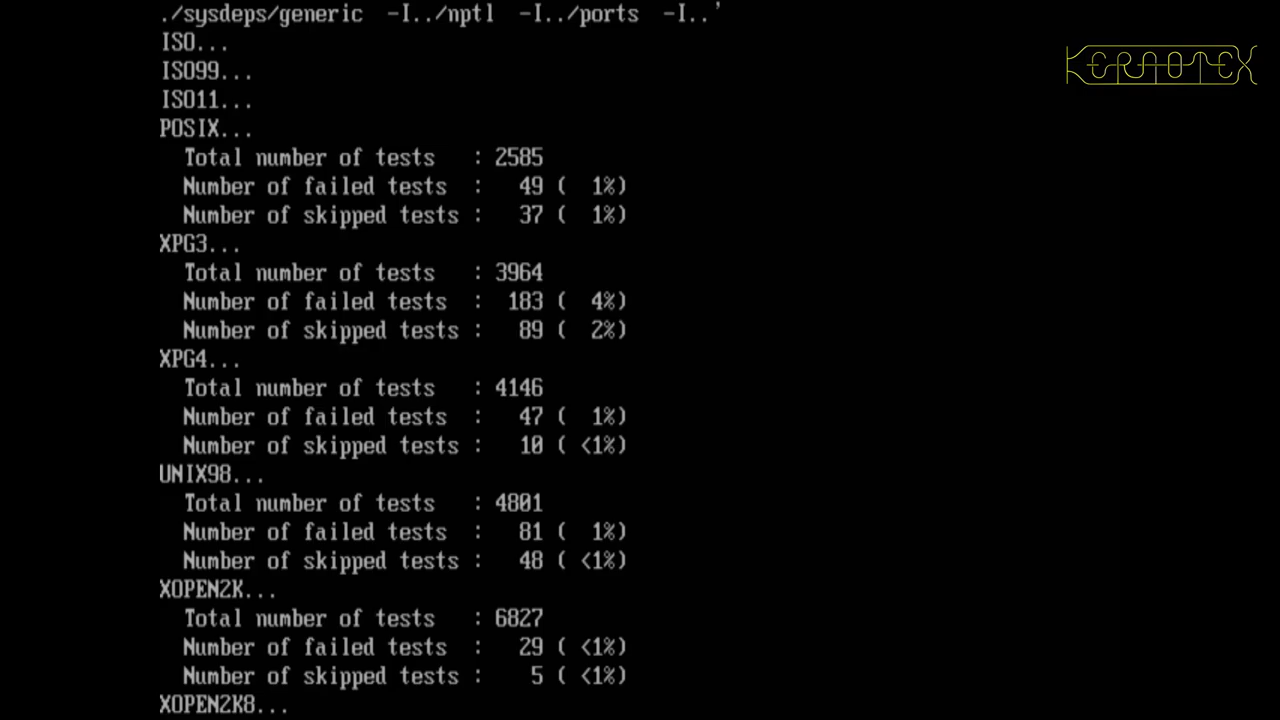 ./sysdeps/generic  -I../nptl  -I../ports  -I..'
KERNOTEX
ISO...
ISO99...
ISO11...
POSIX...
  Total number of tests   : 2585
  Number of failed tests  :   49 (  1%)
  Number of skipped tests :   37 (  1%)
XPG3...
  Total number of tests   : 3964
  Number of failed tests  :  183 (  4%)
  Number of skipped tests :   89 (  2%)
XPG4...
  Total number of tests   : 4146
  Number of failed tests  :   47 (  1%)
  Number of skipped tests :   10 ( <1%)
UNIX98...
  Total number of tests   : 4801
  Number of failed tests  :   81 (  1%)
  Number of skipped tests :   48 ( <1%)
XOPEN2K...
  Total number of tests   : 6827
  Number of failed tests  :   29 ( <1%)
  Number of skipped tests :    5 ( <1%)
XOPEN2K8...